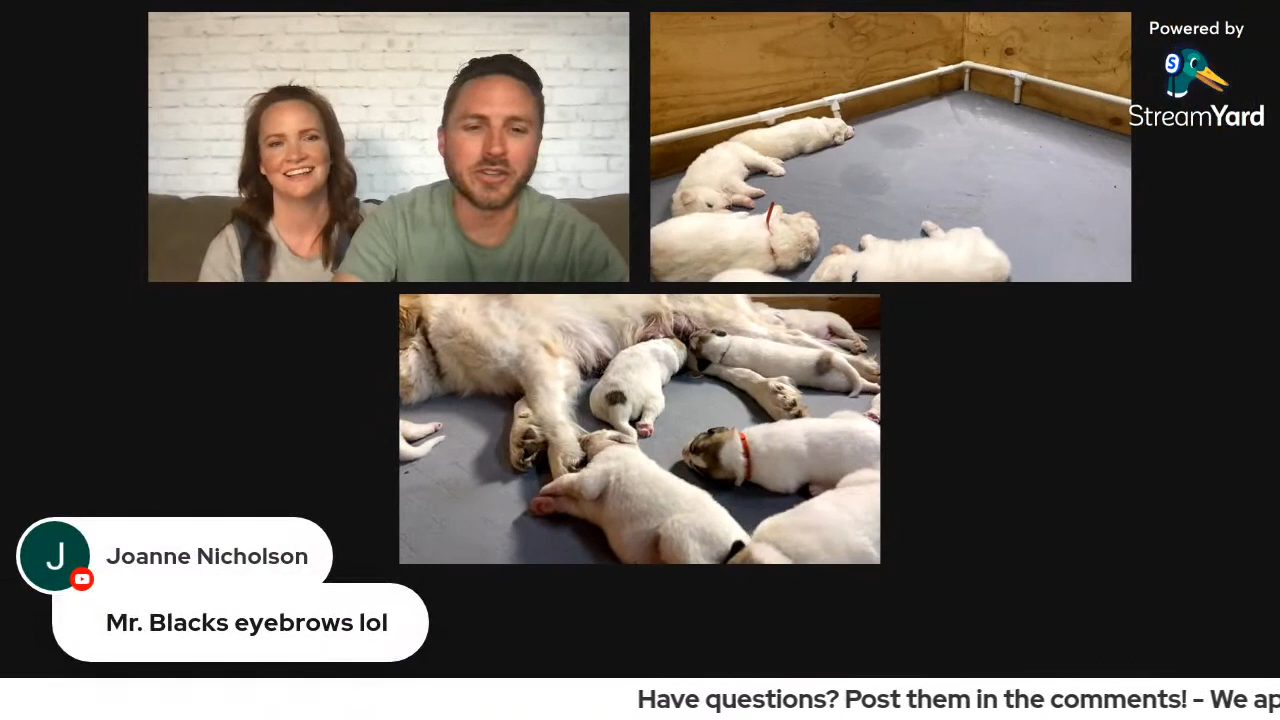 Powered by
StreamYard
Joanne Nicholson
Mr. Blacks eyebrows lol
Have questions? Post them in the comments! - We ap